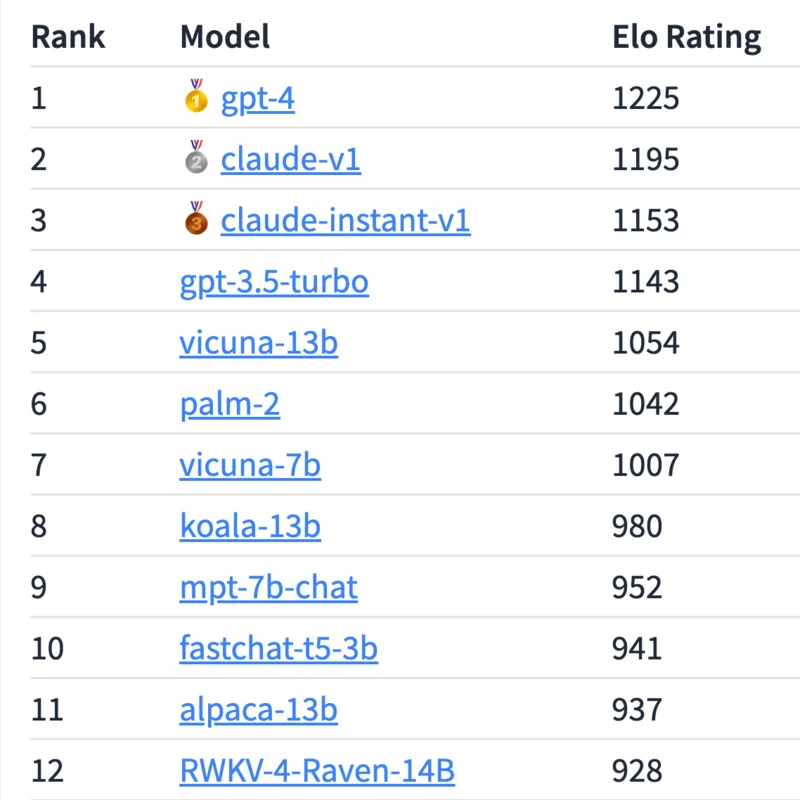 Rank Model Elo Rating
1 🥇 gpt-4 1225
2 🥈 claude-v1 1195
3 🥉 claude-instant-v1 1153
4 gpt-3.5-turbo 1143
5 vicuna-13b 1054
6 palm-2 1042
7 vicuna-7b 1007
8 koala-13b 980
9 mpt-7b-chat 952
10 fastchat-t5-3b 941
11 alpaca-13b 937
12 RWKV-4-Raven-14B 928